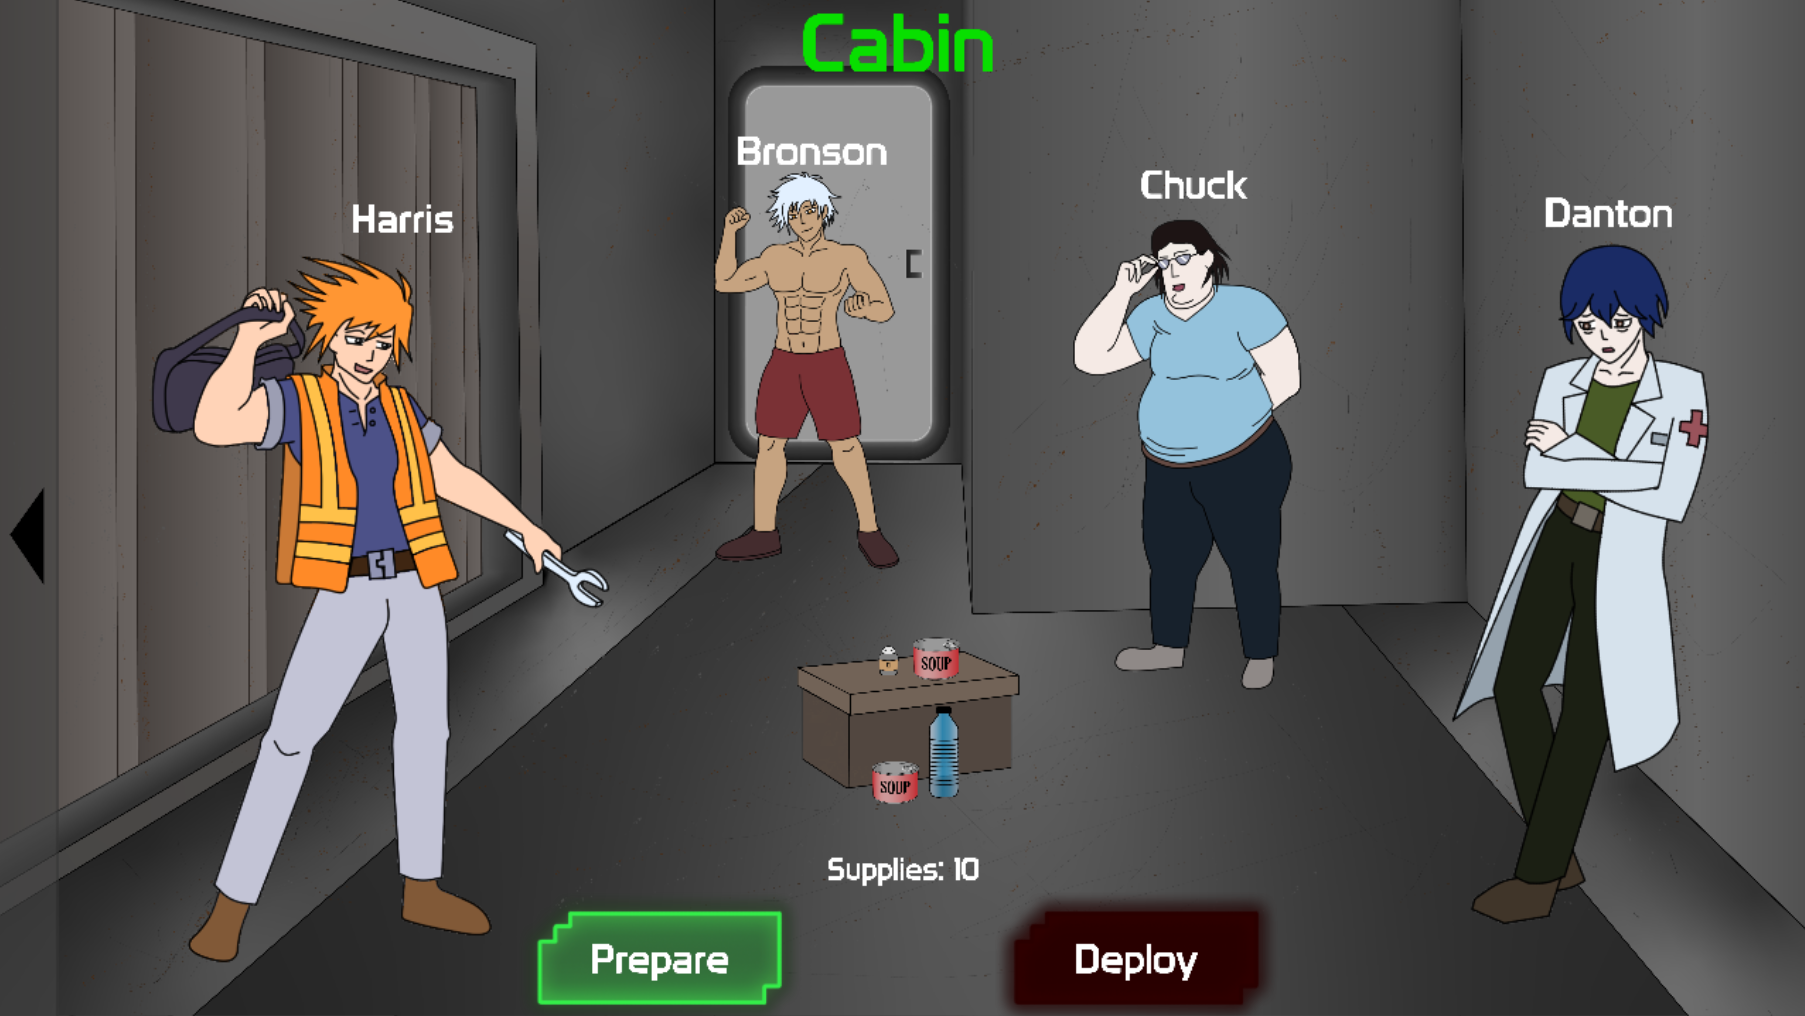 Cabin
Bronson
Chuck
Harris
Danton
SOUP
SOUP
Supplies: 10
Prepare
Deploy